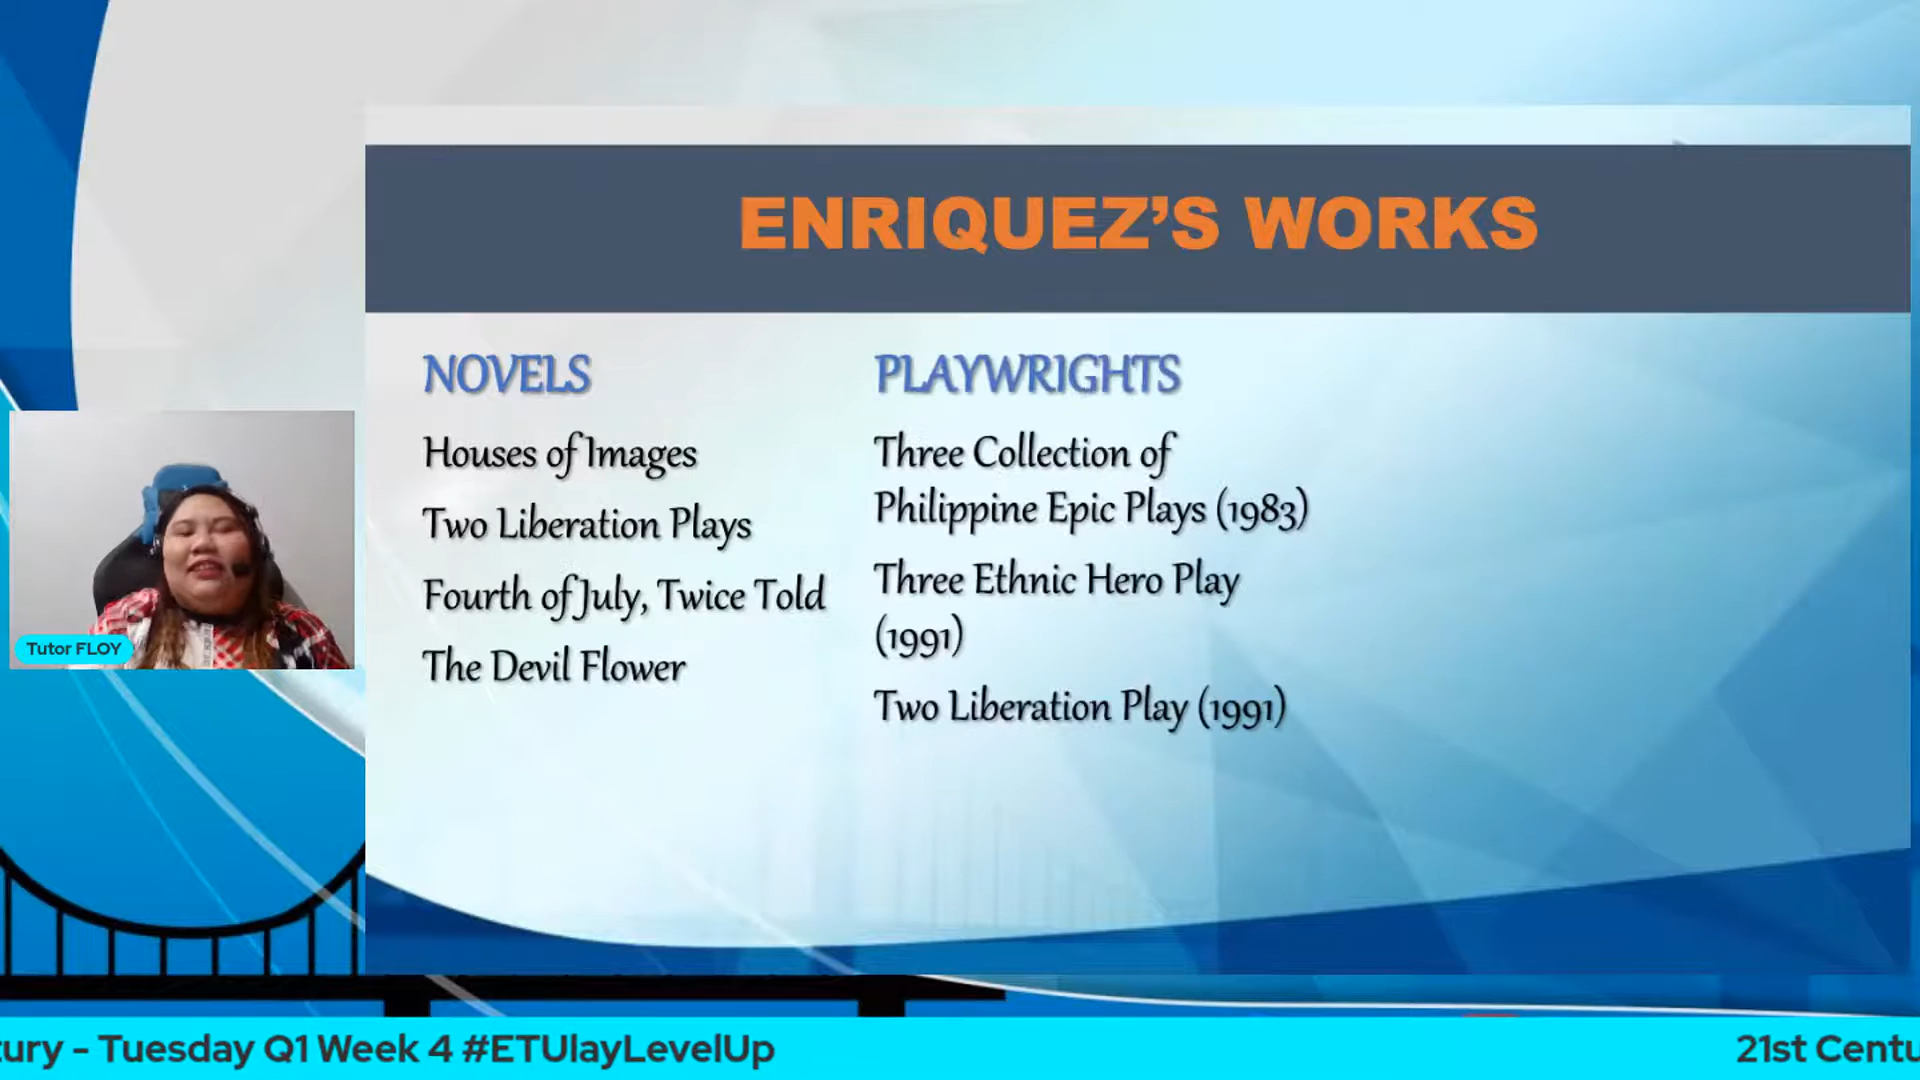 ENRIQUEZ’S WORKS
NOVELS
Houses of Images
Two Liberation Plays
Fourth of July, Twice Told
The Devil Flower
PLAYWRIGHTS
Three Collection of
Philippine Epic Plays (1983)
Three Ethnic Hero Play
(1991)
Two Liberation Play (1991)
Tutor FLOY
tury - Tuesday Q1 Week 4 #ETUlayLevelUp
21st Centu